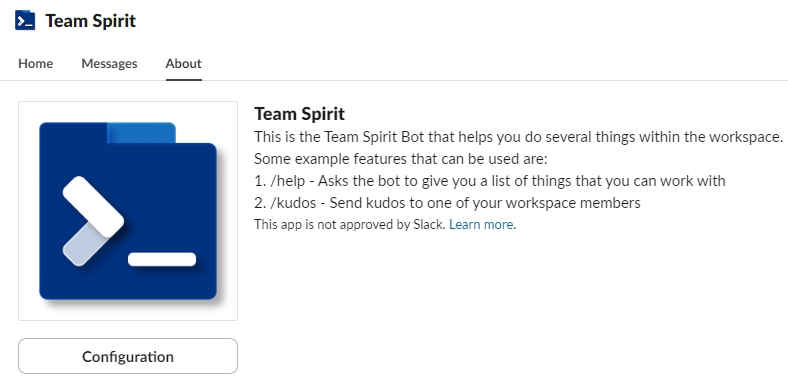 Team Spirit
Home Messages About
Team Spirit
This is the Team Spirit Bot that helps you do several things within the workspace.
Some example features that can be used are:
1. /help - Asks the bot to give you a list of things that you can work with
2. /kudos - Send kudos to one of your workspace members
This app is not approved by Slack. Learn more.
Configuration